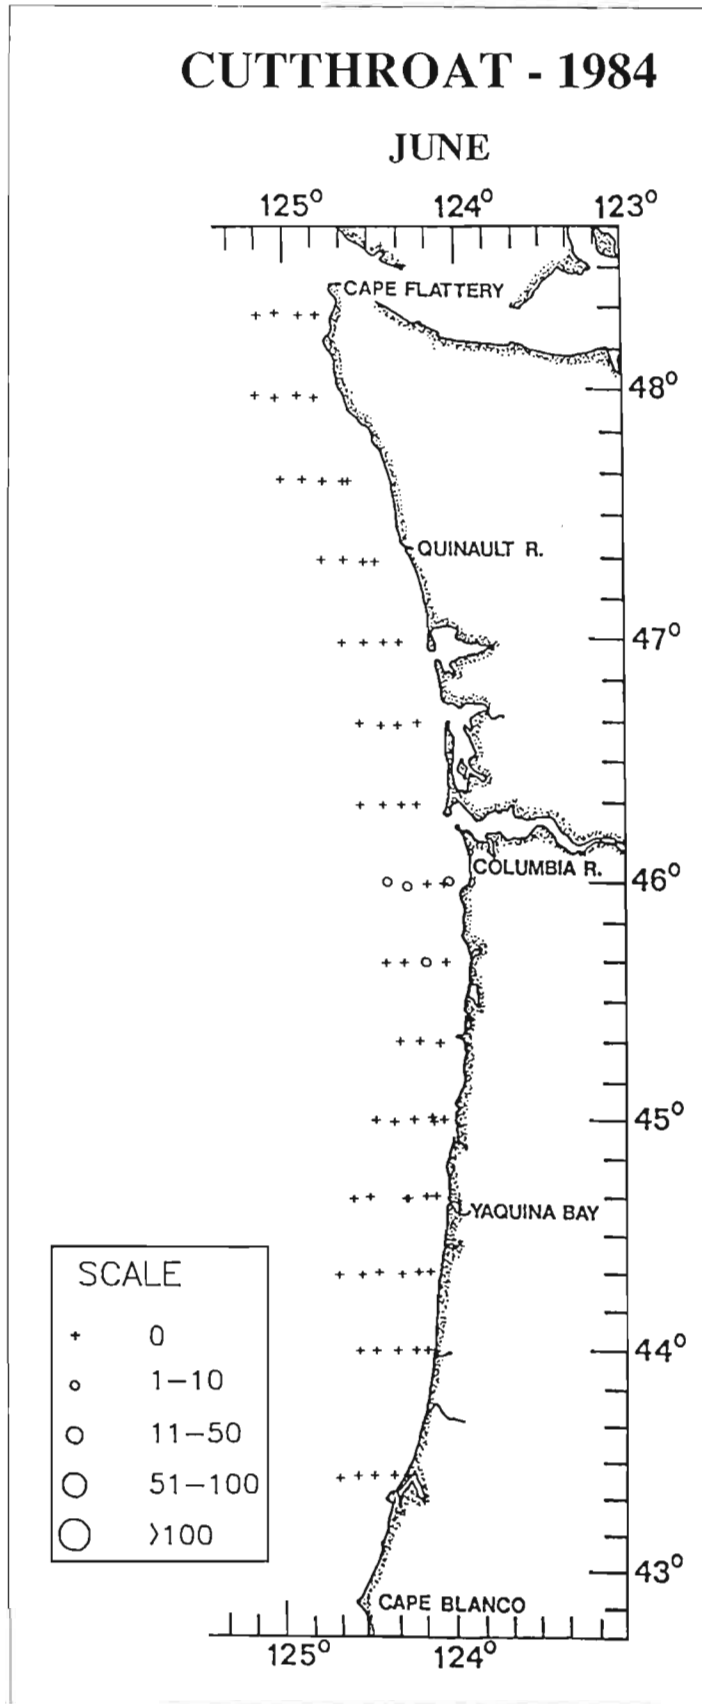 CUTTHROAT - 1984
JUNE
125° 124° 123°
CAPE FLATTERY
48°
QUINAULT R.
47°
COLUMBIA R.
46°
45°
YAQUINA BAY
SCALE
44°
+ 0
1-10
11-50
51-100
>100
43°
CAPE BLANCO
125° 124°